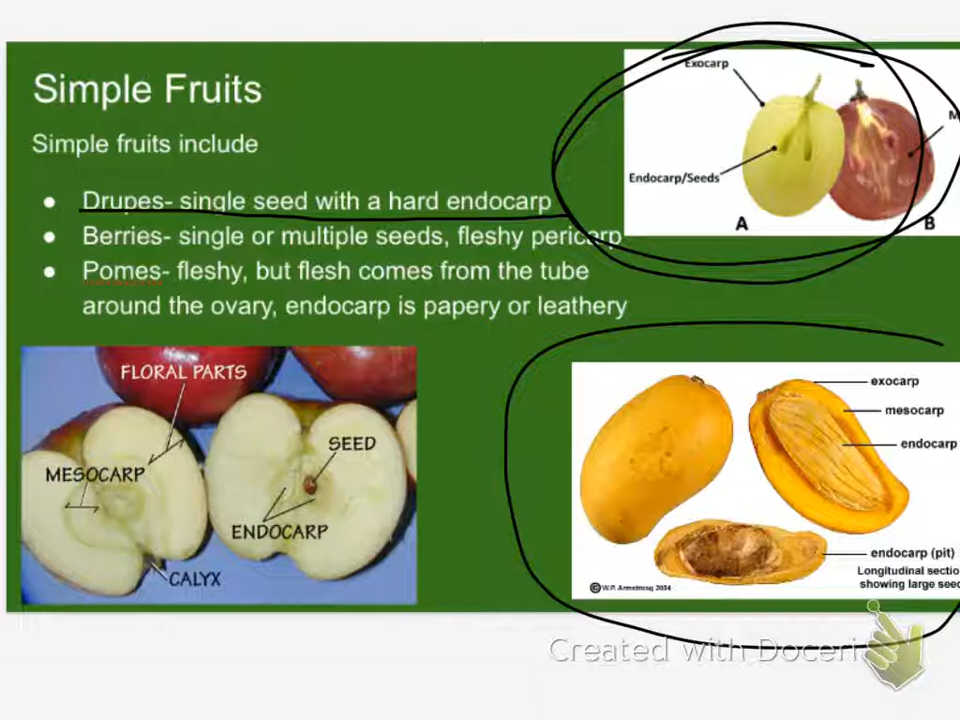 Simple Fruits
Simple fruits include
● Drupes- single seed with a hard endocarp
● Berries- single or multiple seeds, fleshy pericarp
● Pomes- fleshy, but flesh comes from the tube
around the ovary, endocarp is papery or leathery
Exocarp
M
Endocarp/Seeds
A
B
FLORAL PARTS
SEED
MESOCARP
ENDOCARP
CALYX
exocarp
mesocarp
endocarp
endocarp (pit)
Longitudinal sectio
showing large seed
© W.P. Armstrong 2004
Created with Doceri